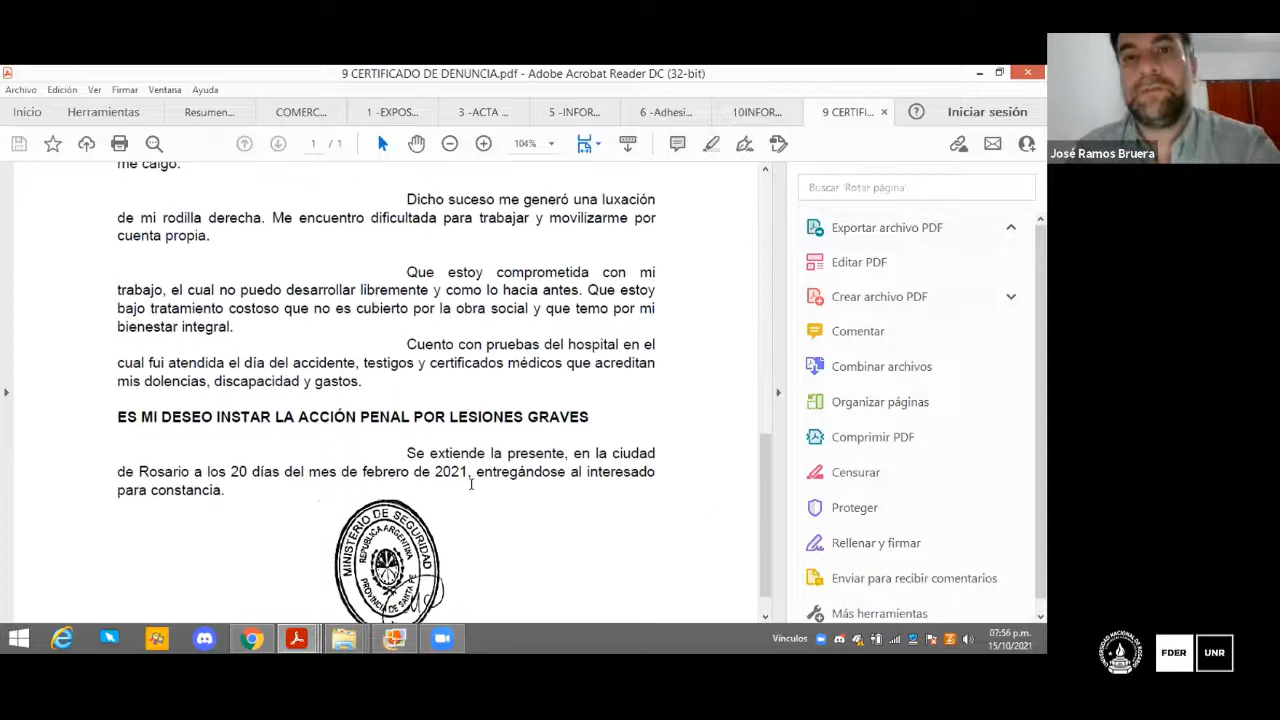 9 CERTIFICADO DE DENUNCIA.pdf - Adobe Acrobat Reader DC (32-bit)
Archivo Edición Ver Firmar Ventana Ayuda
Inicio Herramientas Resumen... COMERC... 1 -EXPOS... 3 -ACTA ... 5 -INFOR... 6 -Adhesi... 10INFOR... 9 CERTIFI... Iniciar sesión
1 / 1 104%
José Ramos Bruera
me caigo.
Dicho suceso me generó una luxación
de mi rodilla derecha. Me encuentro dificultada para trabajar y movilizarme por
cuenta propia.
Que estoy comprometida con mi
trabajo, el cual no puedo desarrollar libremente y como lo hacia antes. Que estoy
bajo tratamiento costoso que no es cubierto por la obra social y que temo por mi
bienestar integral.
Cuento con pruebas del hospital en el
cual fui atendida el día del accidente, testigos y certificados médicos que acreditan
mis dolencias, discapacidad y gastos.
ES MI DESEO INSTAR LA ACCIÓN PENAL POR LESIONES GRAVES
Se extiende la presente, en la ciudad
de Rosario a los 20 días del mes de febrero de 2021, entregándose al interesado
para constancia.
MINISTERIO DE SEGURIDAD
REPUBLICA ARGENTINA
PROVINCIA DE SANTA FE
Buscar 'Rotar página'
Exportar archivo PDF
Editar PDF
Crear archivo PDF
Comentar
Combinar archivos
Organizar páginas
Comprimir PDF
Censurar
Proteger
Rellenar y firmar
Enviar para recibir comentarios
Más herramientas
Vínculos
07:56 p.m.
15/10/2021
FDER UNR